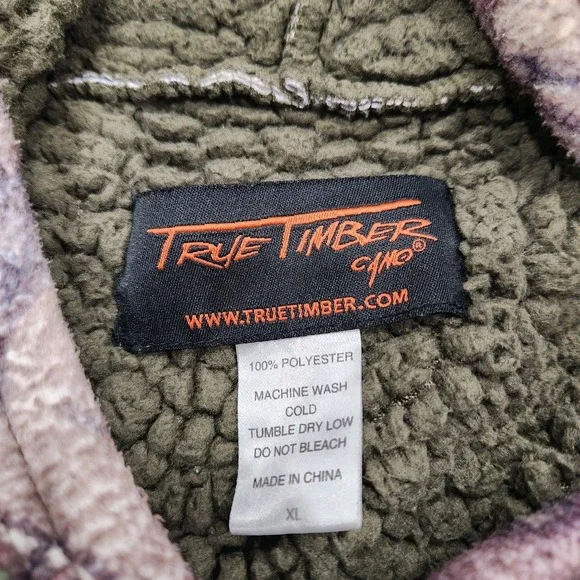 TRUE TIMBER
CAMO®
WWW.TRUETIMBER.COM
100% POLYESTER
MACHINE WASH
COLD
TUMBLE DRY LOW
DO NOT BLEACH
MADE IN CHINA
XL